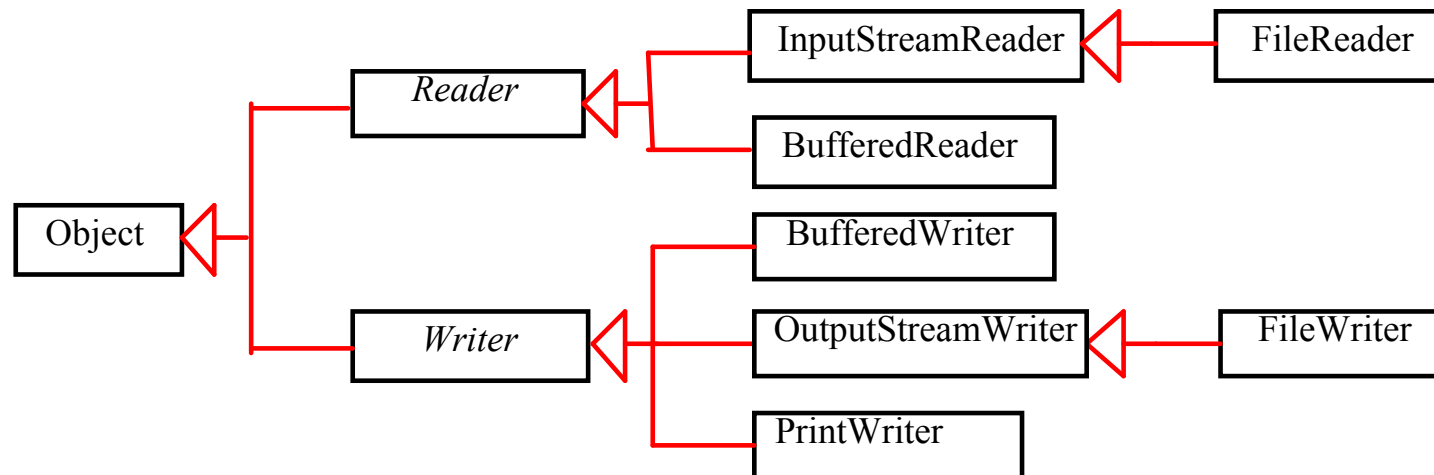 InputStreamReader
FileReader
Reader
BufferedReader
Object
BufferedWriter
Writer
OutputStreamWriter
FileWriter
PrintWriter